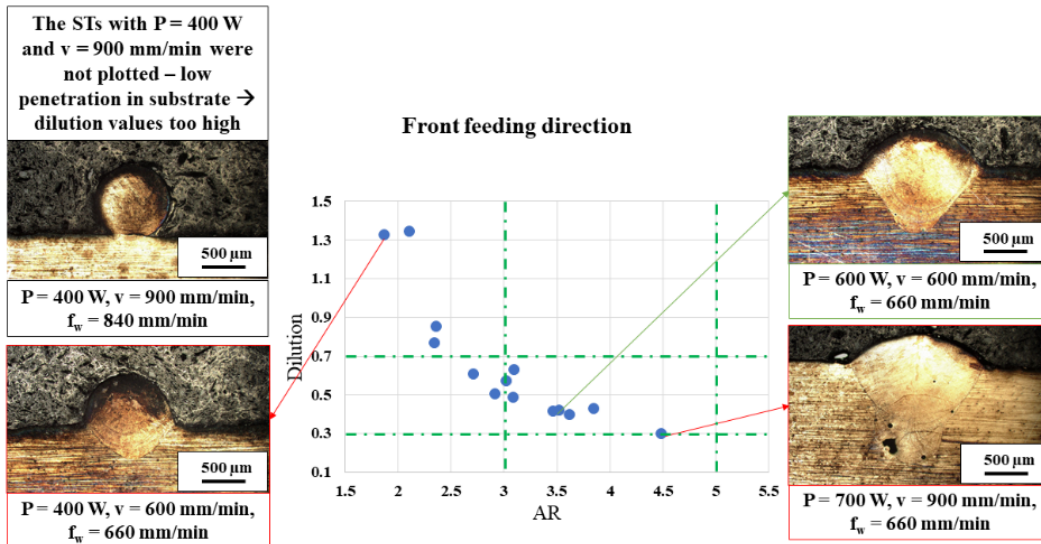 The STs with P = 400 W
and v = 900 mm/min were
not plotted – low
penetration in substrate →
dilution values too high
500 µm
P = 400 W, v = 900 mm/min,
f_w = 840 mm/min
500 µm
P = 400 W, v = 600 mm/min,
f_w = 660 mm/min
Front feeding direction
Dilution
1.5
1.3
1.1
0.9
0.7
0.5
0.3
0.1
1.5 2 2.5 3 3.5 4 4.5 5 5.5
AR
500 µm
P = 600 W, v = 600 mm/min,
f_w = 660 mm/min
500 µm
P = 700 W, v = 900 mm/min,
f_w = 660 mm/min